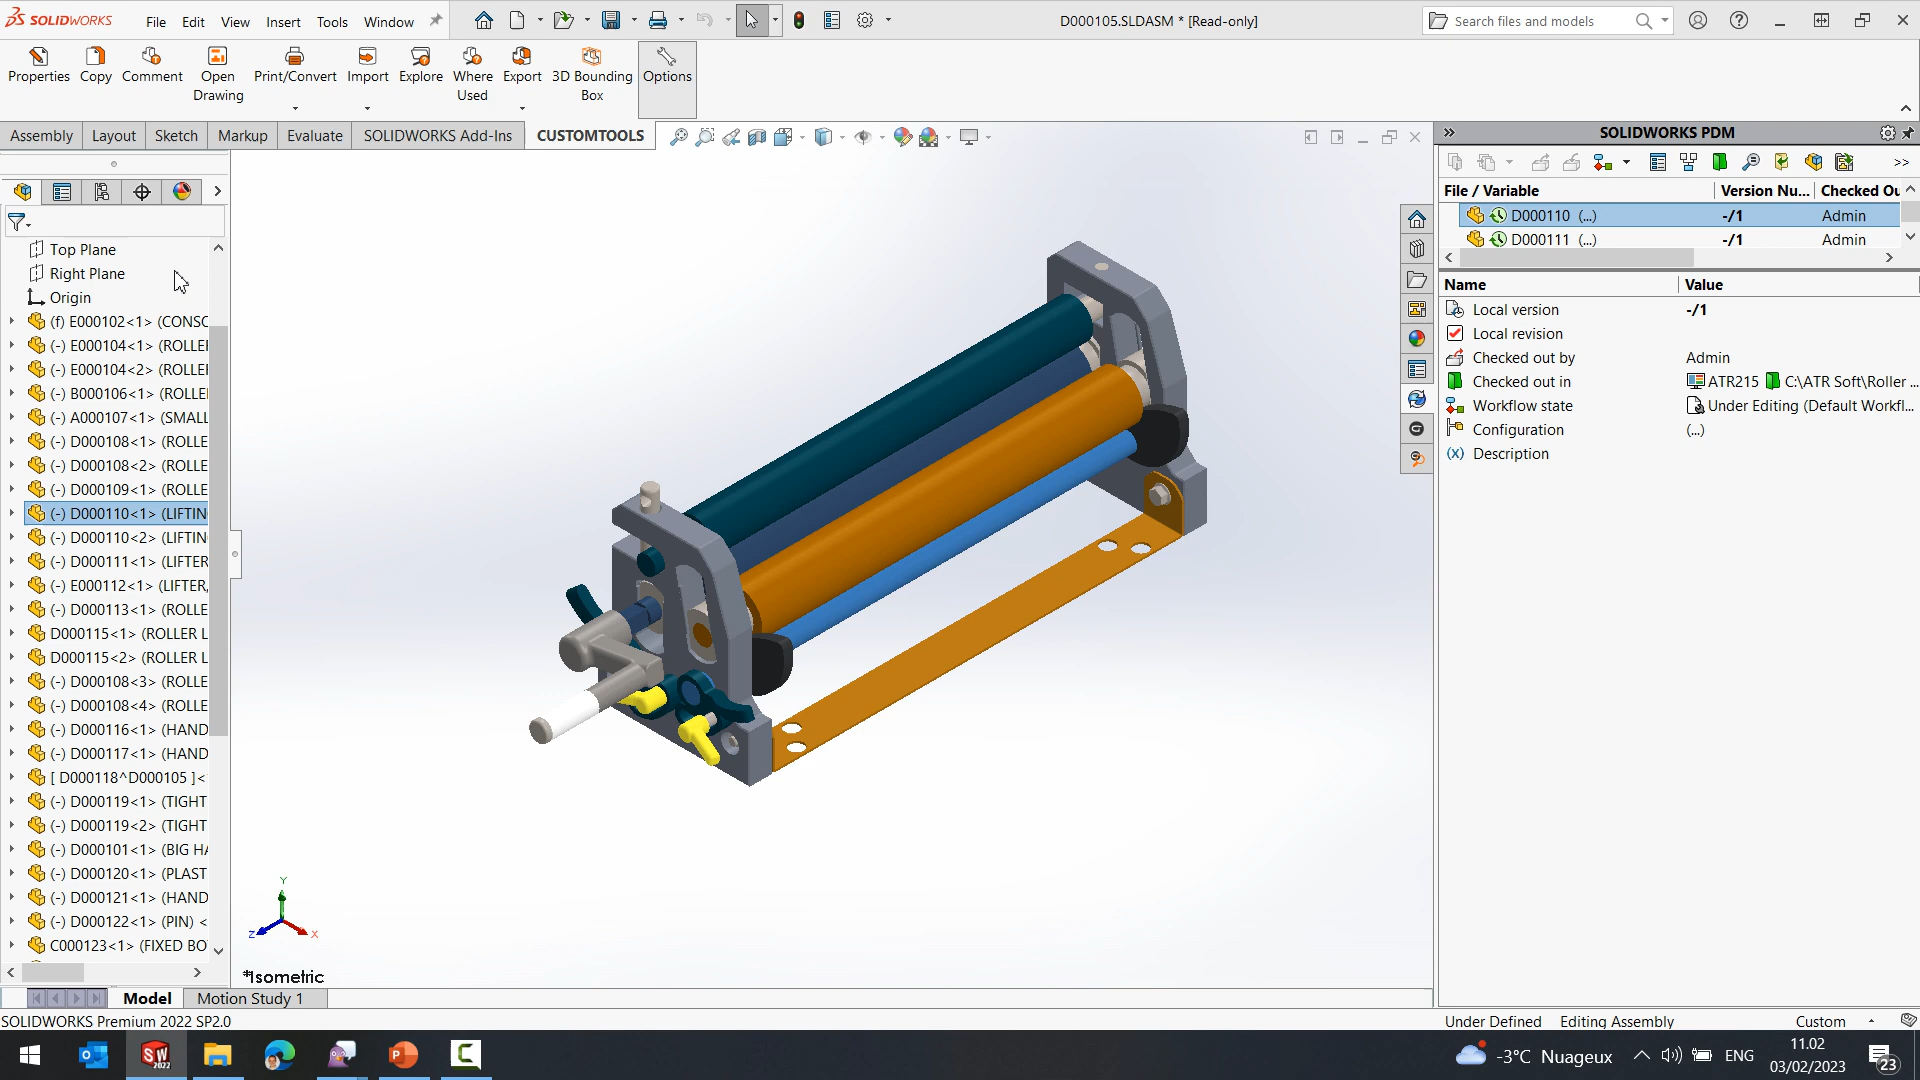 SOLIDWORKS File Edit View Insert Tools Window D000105.SLDASM * [Read-only] Search files and models
Properties Copy Comment Open Drawing Print/Convert Import Explore Where Used Export 3D Bounding Box Options
Assembly Layout Sketch Markup Evaluate SOLIDWORKS Add-Ins CUSTOMTOOLS
Top Plane
Right Plane
Origin
(f) E000102<1> (CONSC
(-) E000104<1> (ROLLEI
(-) E000104<2> (ROLLEI
(-) B000106<1> (ROLLEI
(-) A000107<1> (SMALL
(-) D000108<1> (ROLLE
(-) D000108<2> (ROLLE
(-) D000109<1> (ROLLE
(-) D000110<1> (LIFTIN
(-) D000110<2> (LIFTIN
(-) D000111<1> (LIFTER
(-) E000112<1> (LIFTER,
(-) D000113<1> (ROLLE
D000115<1> (ROLLER L
D000115<2> (ROLLER L
(-) D000108<3> (ROLLE
(-) D000108<4> (ROLLE
(-) D000116<1> (HAND
(-) D000117<1> (HAND
[ D000118^D000105 ]<
(-) D000119<1> (TIGHT
(-) D000119<2> (TIGHT
(-) D000101<1> (BIG HA
(-) D000120<1> (PLAST
(-) D000121<1> (HAND
(-) D000122<1> (PIN) <
C000123<1> (FIXED BO
Y
Z
X
*Isometric
Model Motion Study 1
SOLIDWORKS PDM
File / Variable Version Nu... Checked Ou
D000110 (...) -/1 Admin
D000111 (...) -/1 Admin
Name Value
Local version -/1
Local revision
Checked out by Admin
Checked out in ATR215 C:\ATR Soft\Roller ...
Workflow state Under Editing (Default Workfl...
Configuration (...)
Description
SOLIDWORKS Premium 2022 SP2.0 Under Defined Editing Assembly Custom
SW 2022 -3°C Nuageux ENG 11.02
03/02/2023 23